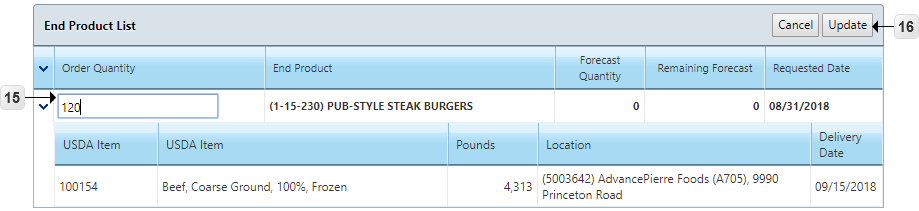 End Product List
Cancel
Update
16
Order Quantity
End Product
Forecast
Quantity
Remaining Forecast
Requested Date
15
120
(1-15-230) PUB-STYLE STEAK BURGERS
0
0
08/31/2018
USDA Item
USDA Item
Pounds
Location
Delivery
Date
100154
Beef, Coarse Ground, 100%, Frozen
4,313
(5003642) AdvancePierre Foods (A705), 9990
Princeton Road
09/15/2018